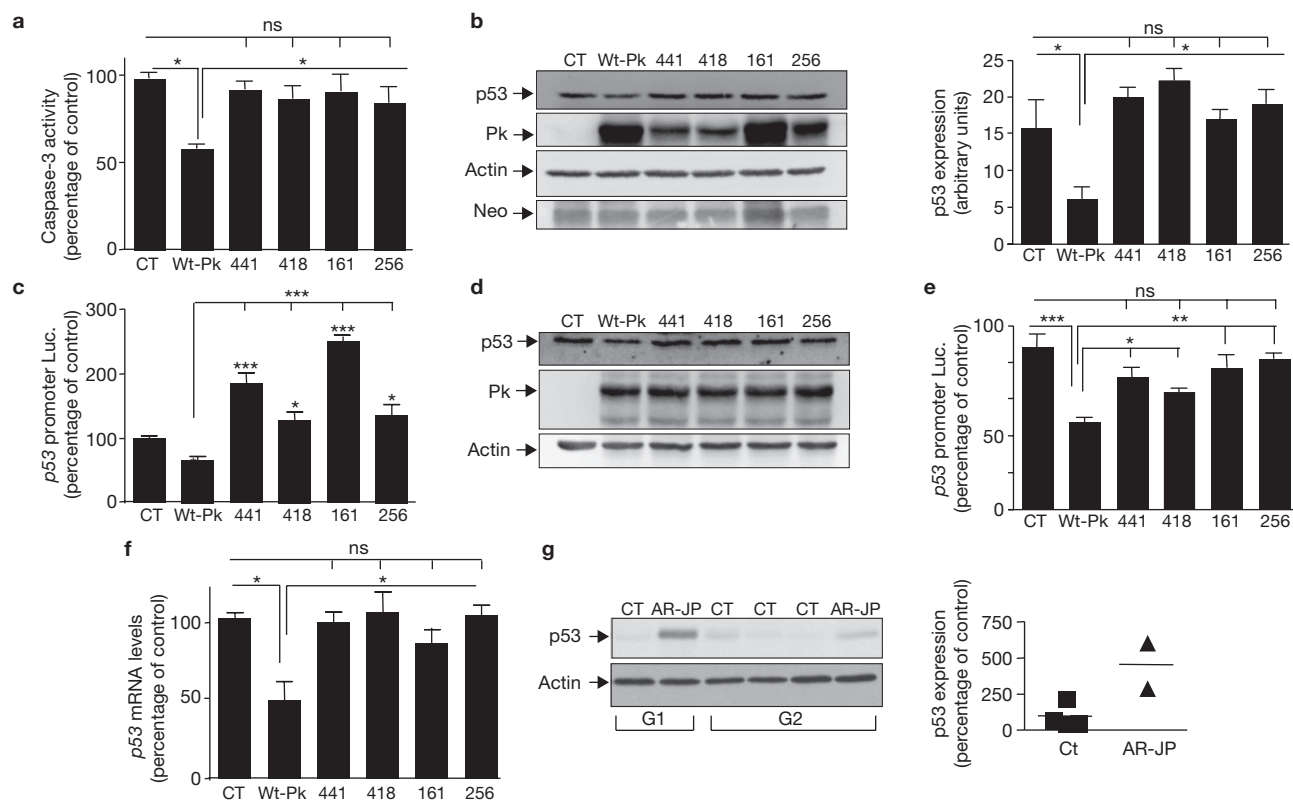 a
ns
*
*
100
50
0
Caspase-3 activity
(percentage of control)
CT Wt-Pk 441 418 161 256
b
CT Wt-Pk 441 418 161 256
p53
Pk
Actin
Neo
ns
*
*
25
20
15
10
5
0
p53 expression
(arbitrary units)
CT Wt-Pk 441 418 161 256
c
***
***
***
*
*
300
200
100
0
p53 promoter Luc.
(percentage of control)
CT Wt-Pk 441 418 161 256
d
CT Wt-Pk 441 418 161 256
p53
Pk
Actin
e
ns
***
**
*
100
50
0
p53 promoter Luc.
(percentage of control)
CT Wt-Pk 441 418 161 256
f
ns
*
*
100
50
0
p53 mRNA levels
(percentage of control)
CT Wt-Pk 441 418 161 256
g
CT AR-JP CT CT CT AR-JP
p53
Actin
G1 G2
750
500
250
0
p53 expression
(percentage of control)
Ct AR-JP